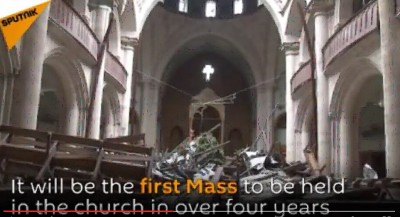 SPUTNIK
It will be the first Mass to be held
in the church in over four years